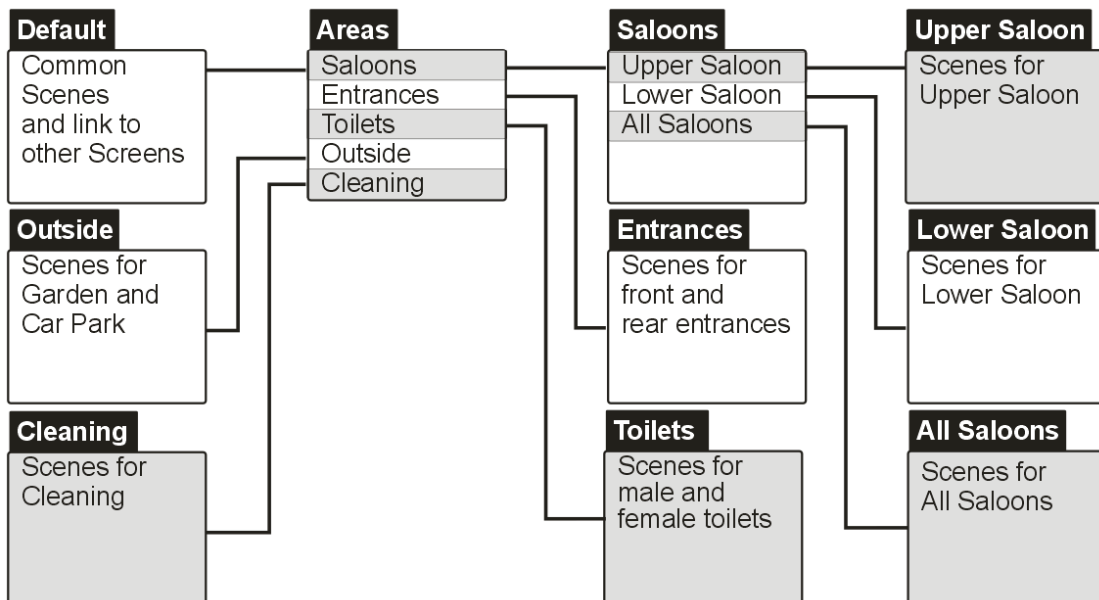 Default
Common
Scenes
and link to
other Screens
Areas
Saloons
Entrances
Toilets
Outside
Cleaning
Saloons
Upper Saloon
Lower Saloon
All Saloons
Upper Saloon
Scenes for
Upper Saloon
Outside
Scenes for
Garden and
Car Park
Entrances
Scenes for
front and
rear entrances
Lower Saloon
Scenes for
Lower Saloon
Cleaning
Scenes for
Cleaning
Toilets
Scenes for
male and
female toilets
All Saloons
Scenes for
All Saloons